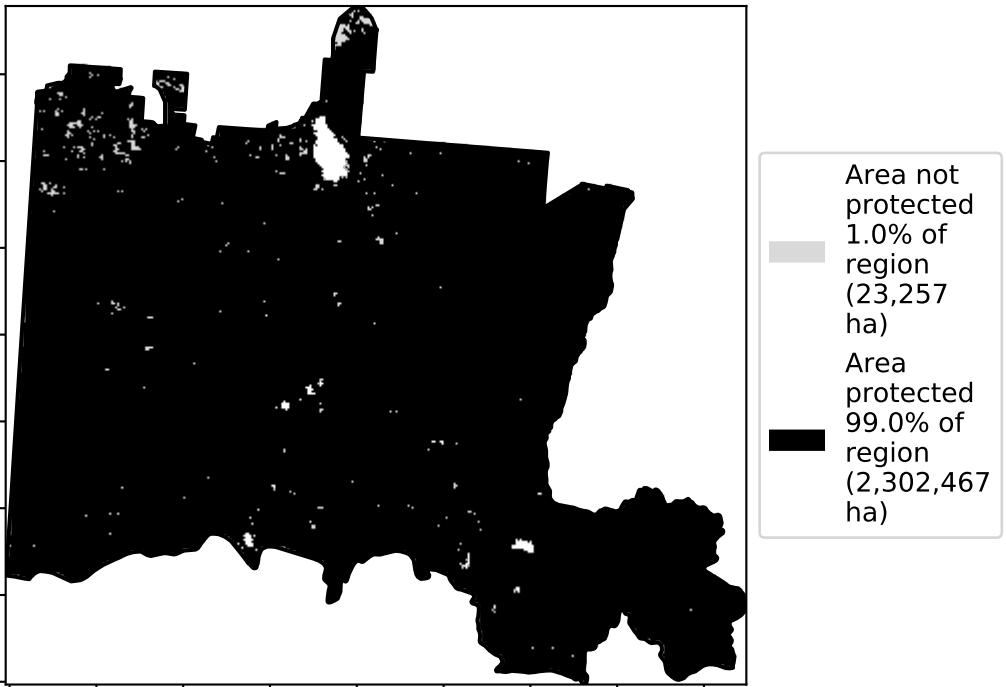 Area not
protected
1.0% of
region
(23,257
ha)
Area
protected
99.0% of
region
(2,302,467
ha)